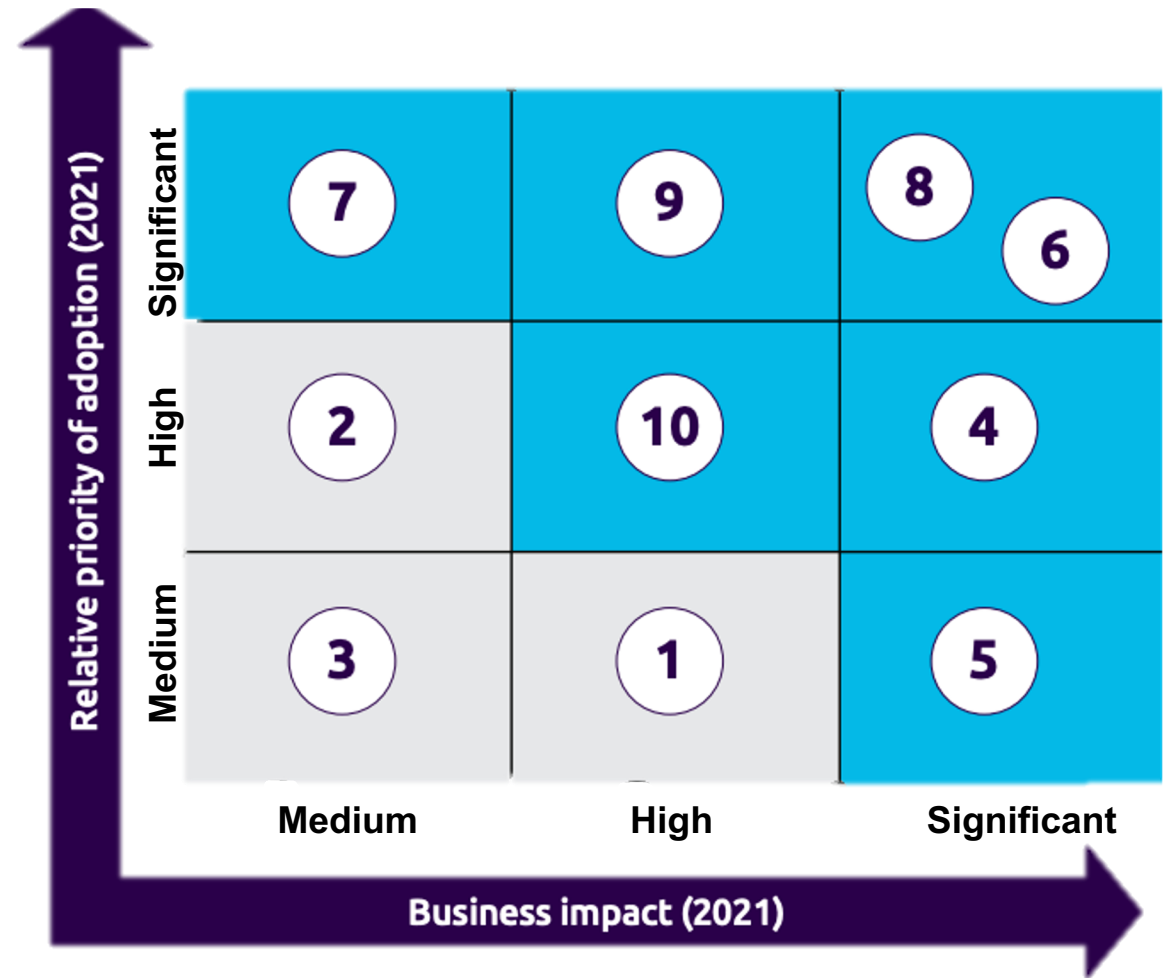 Relative priority of adoption (2021)
Significant
7
9
8
6
High
2
10
4
Medium
3
1
5
Medium
High
Significant
Business impact (2021)